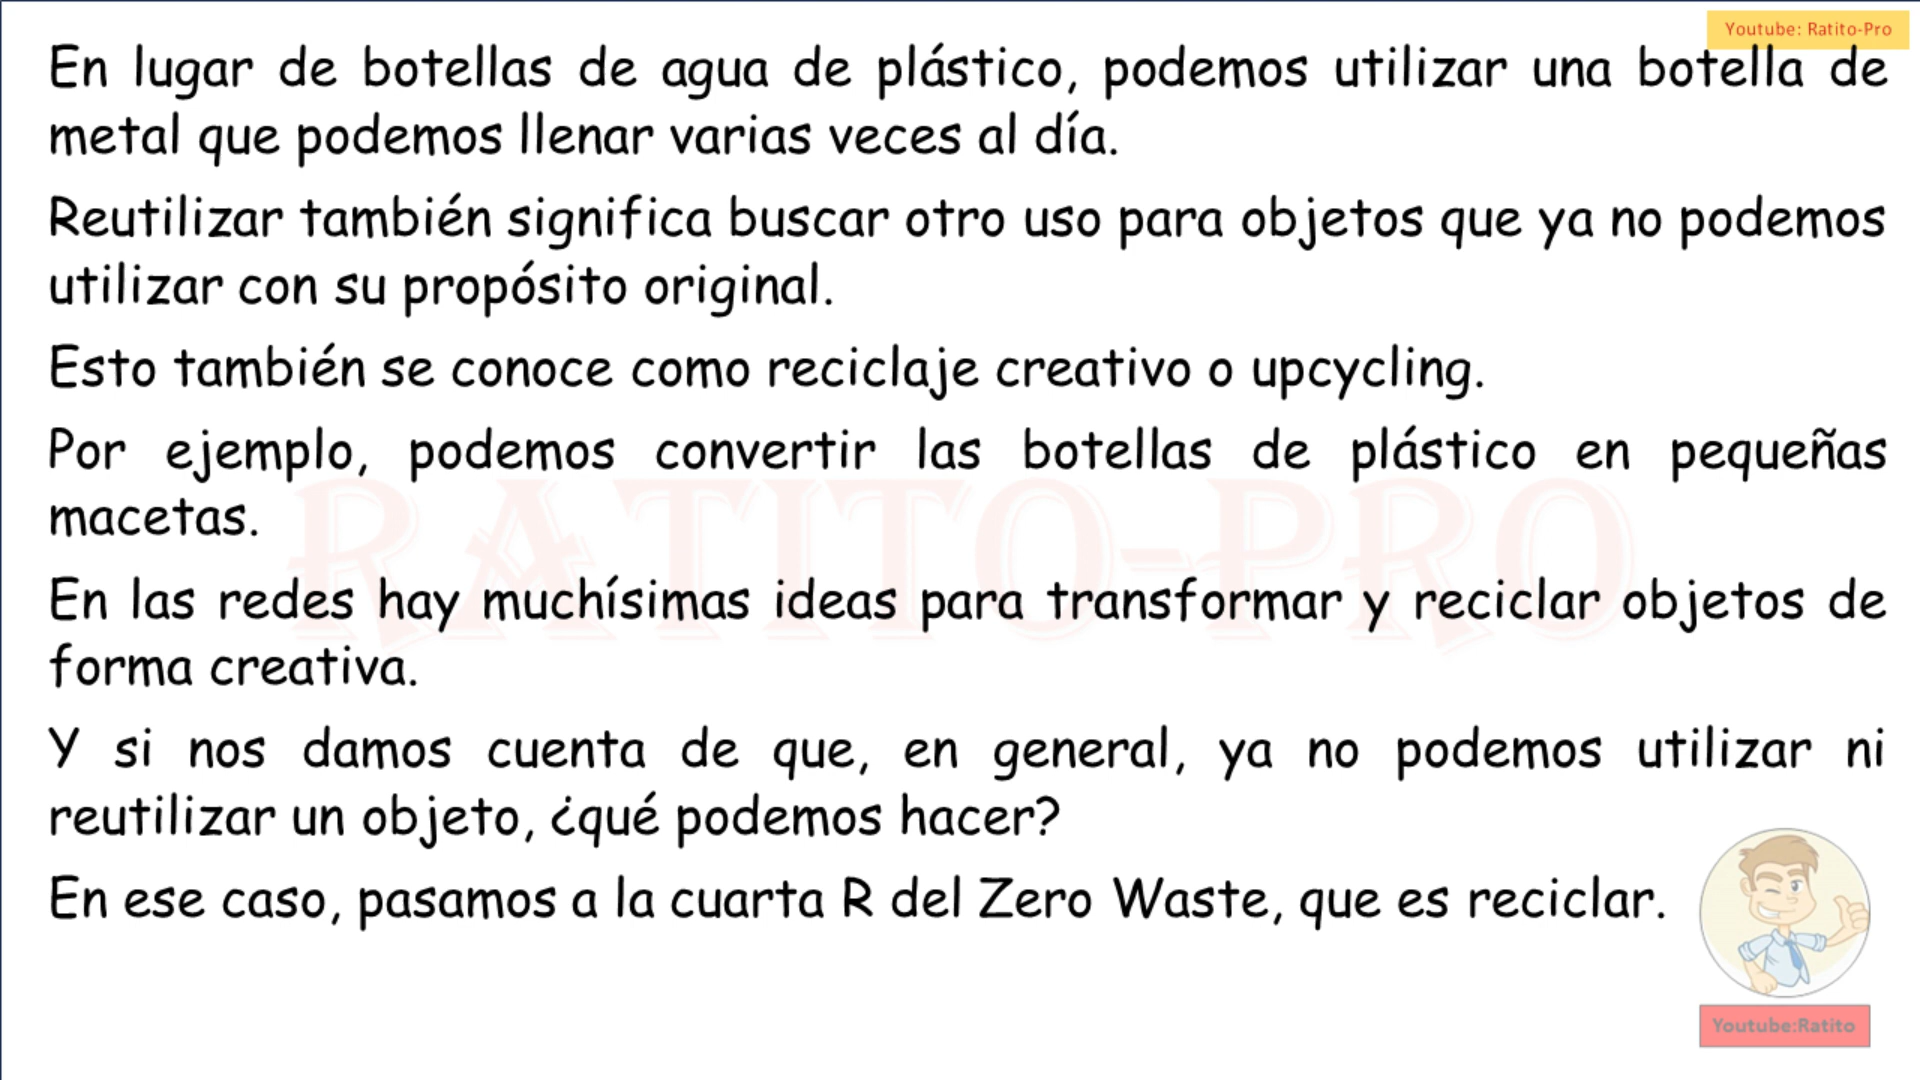 Youtube: Ratito-Pro
En lugar de botellas de agua de plástico, podemos utilizar una botella de
metal que podemos llenar varias veces al día.
Reutilizar también significa buscar otro uso para objetos que ya no podemos
utilizar con su propósito original.
Esto también se conoce como reciclaje creativo o upcycling.
Por ejemplo, podemos convertir las botellas de plástico en pequeñas
macetas.
RATITO-PRO
En las redes hay muchísimas ideas para transformar y reciclar objetos de
forma creativa.
Y si nos damos cuenta de que, en general, ya no podemos utilizar ni
reutilizar un objeto, ¿qué podemos hacer?
En ese caso, pasamos a la cuarta R del Zero Waste, que es reciclar.
Youtube:Ratito